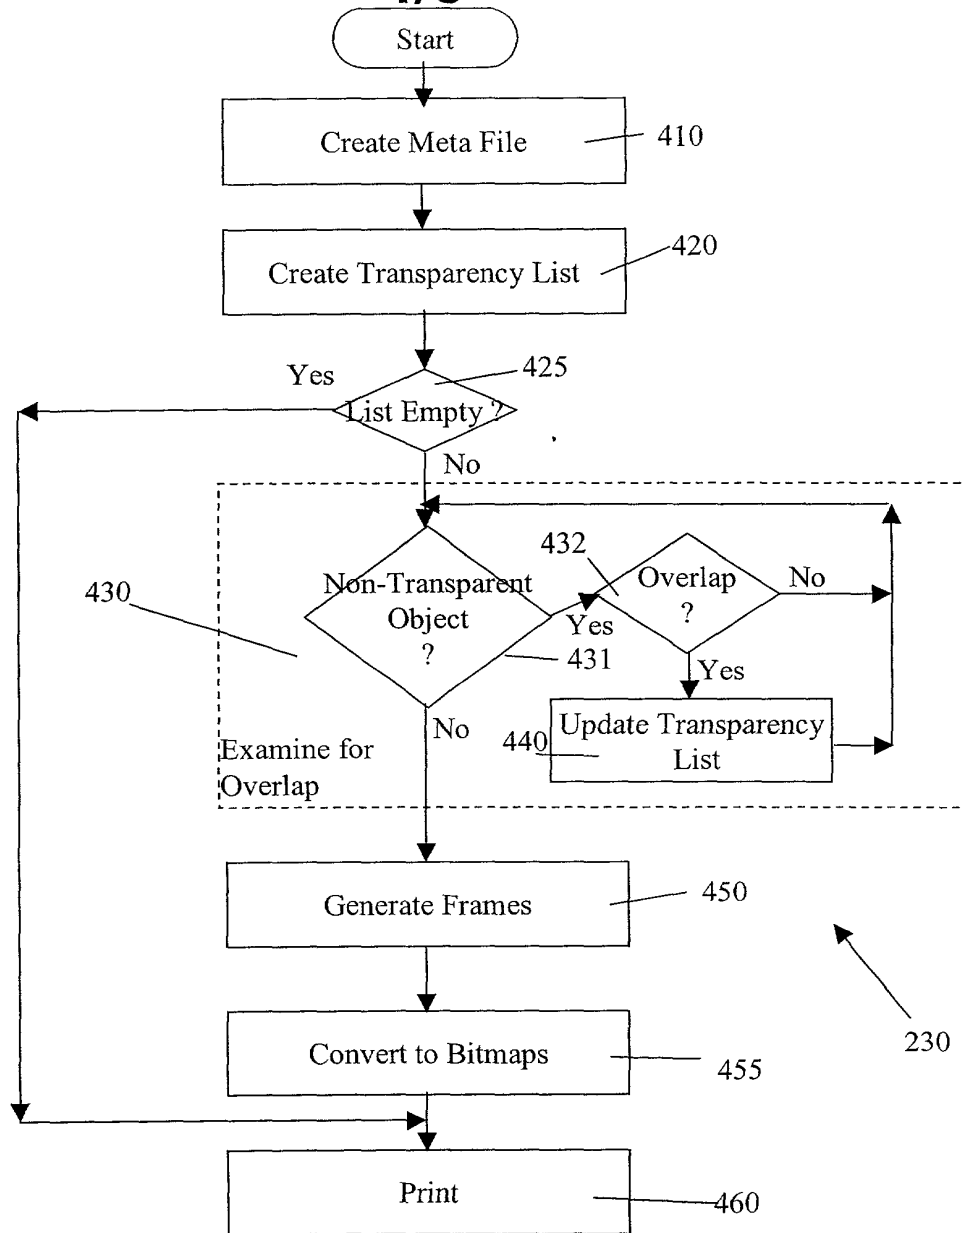 Start
Create Meta File
410
Create Transparency List
420
Yes
425
List Empty ?
No
432
Overlap
?
No
430
Non-Transparent
Object
?
Yes
431
Yes
No
440
Update Transparency
List
Examine for
Overlap
Generate Frames
450
230
Convert to Bitmaps
455
Print
460